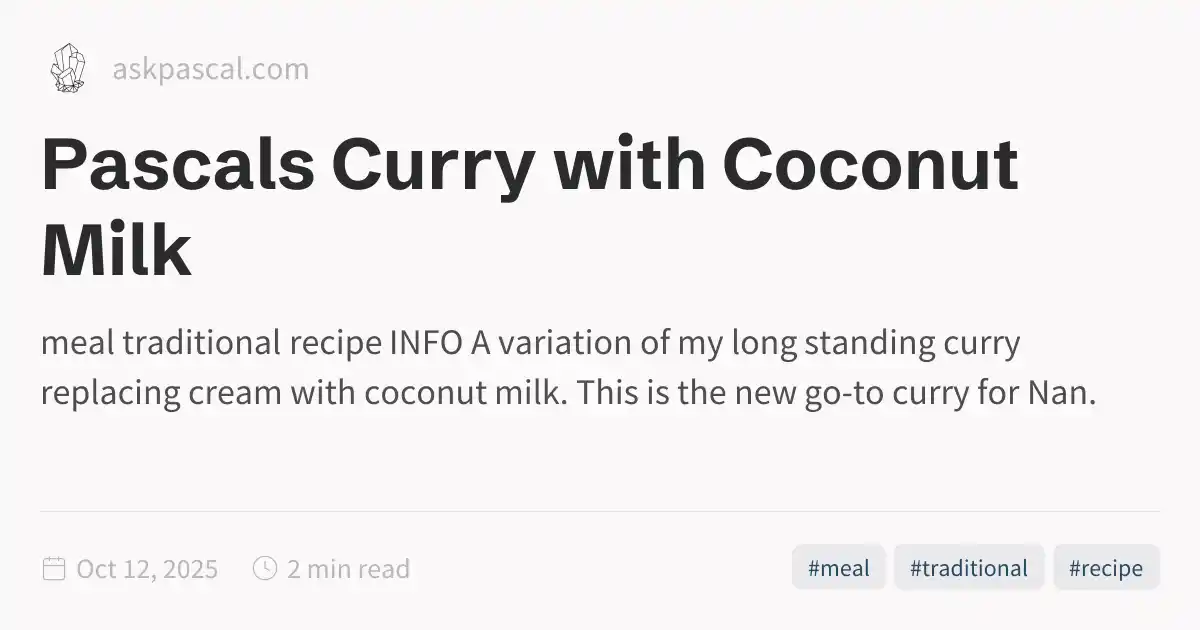 askpascal.com
Pascals Curry with Coconut
Milk
meal traditional recipe INFO A variation of my long standing curry
replacing cream with coconut milk. This is the new go-to curry for Nan.
Oct 12, 2025
2 min read
#meal
#traditional
#recipe